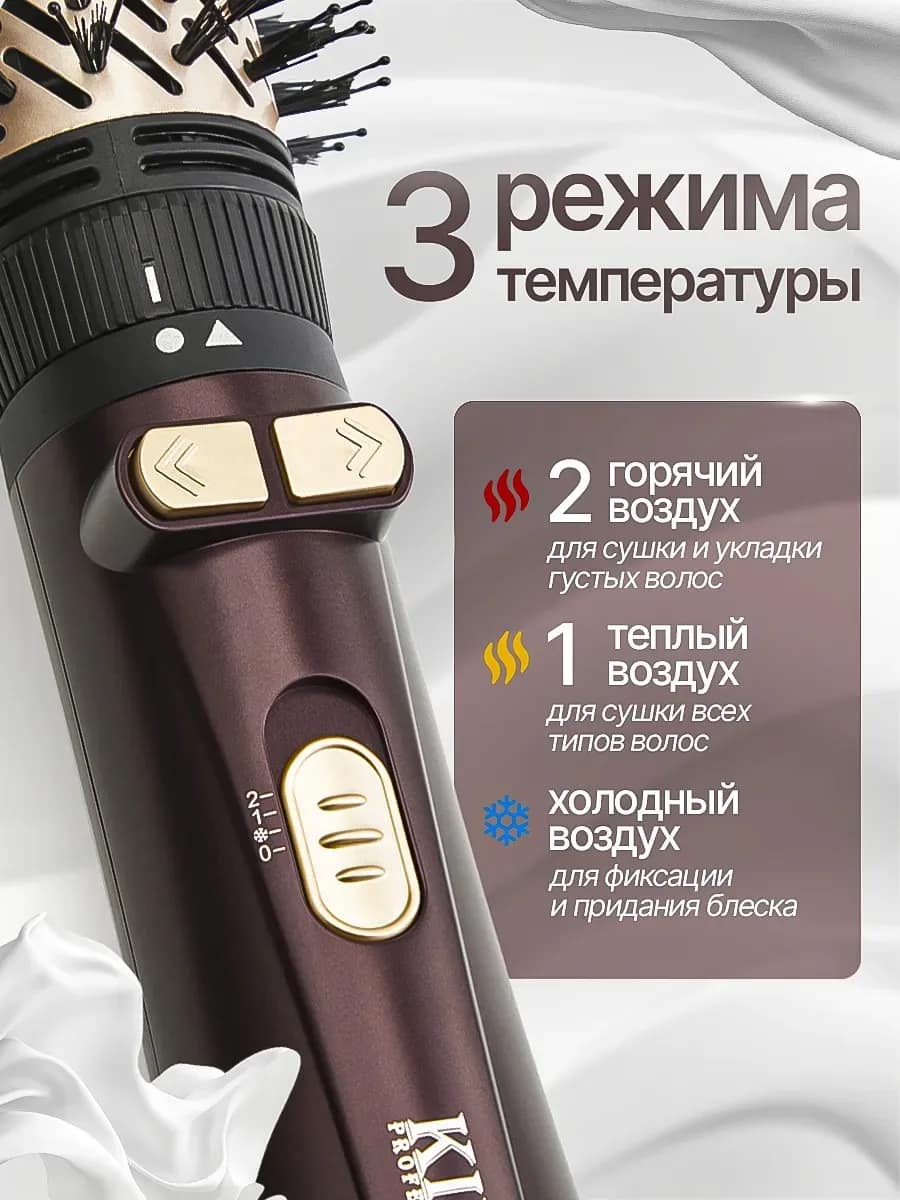 3 режима
температуры
2 горячий
воздух
для сушки и укладки
густых волос
1 теплый
воздух
для сушки всех
типов волос
холодный
воздух
для фиксации
и придания блеска
2
1
0